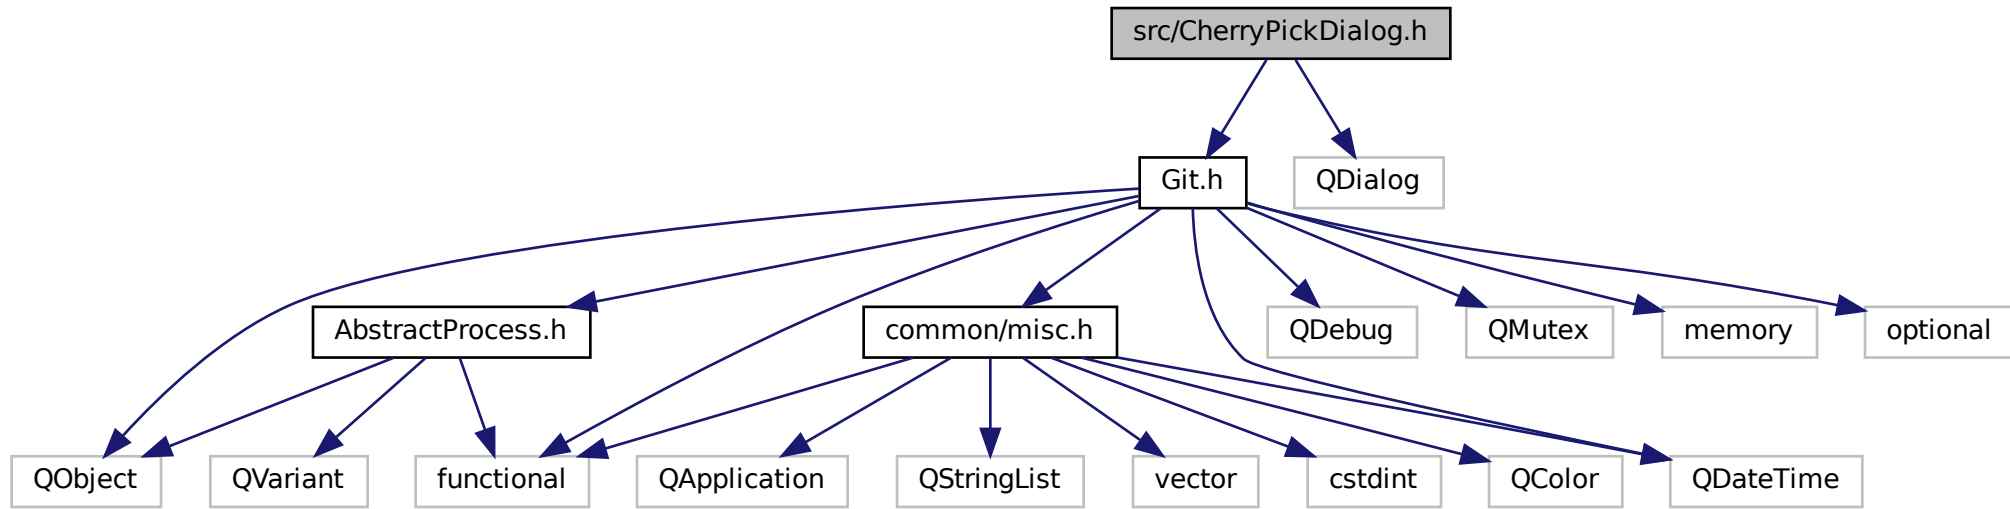 src/CherryPickDialog.h
Git.h
QDialog
AbstractProcess.h
common/misc.h
QDebug
QMutex
memory
optional
QObject
QVariant
functional
QApplication
QStringList
vector
cstdint
QColor
QDateTime